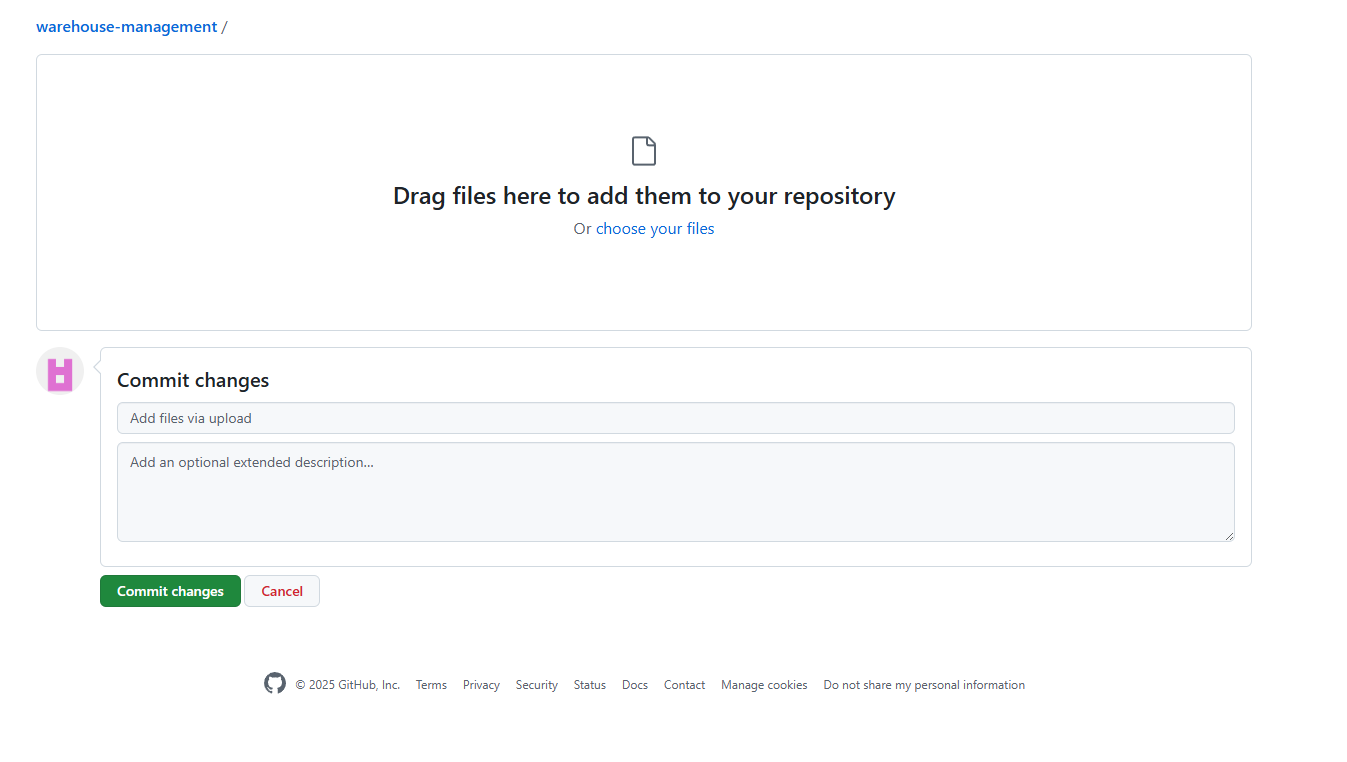 warehouse-management /
Drag files here to add them to your repository
Or choose your files
Commit changes
Add files via upload
Add an optional extended description...
Commit changes Cancel
© 2025 GitHub, Inc. Terms Privacy Security Status Docs Contact Manage cookies Do not share my personal information